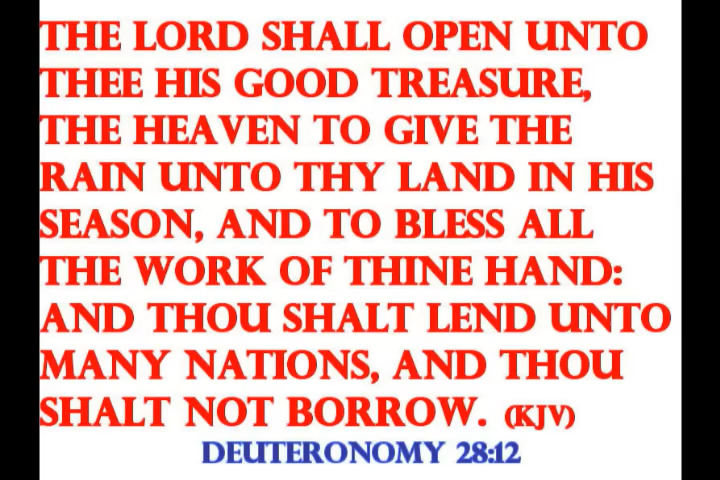 THE LORD SHALL OPEN UNTO
THEE HIS GOOD TREASURE,
THE HEAVEN TO GIVE THE
RAIN UNTO THY LAND IN HIS
SEASON, AND TO BLESS ALL
THE WORK OF THINE HAND:
AND THOU SHALT LEND UNTO
MANY NATIONS, AND THOU
SHALT NOT BORROW. (KJV)
DEUTERONOMY 28:12